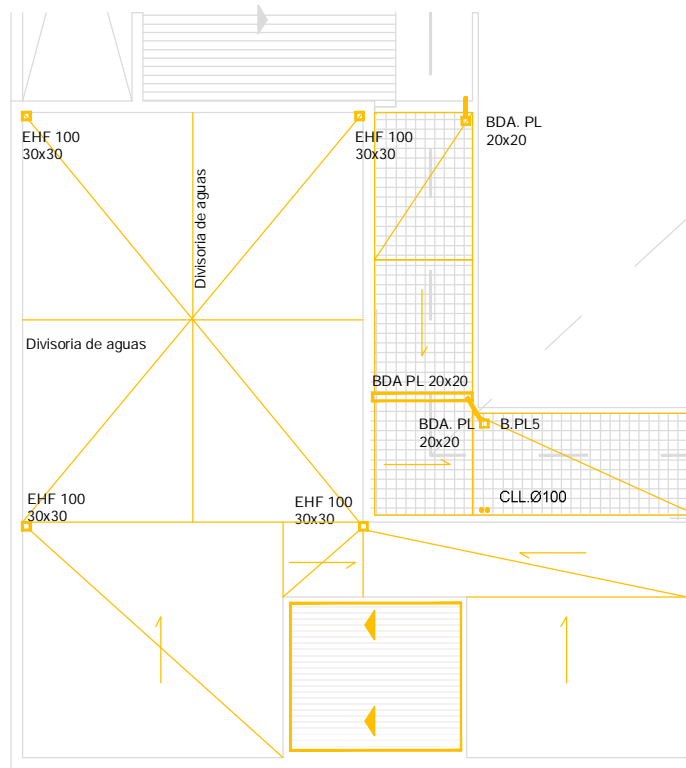 EHF 100
30x30
EHF 100
30x30
BDA. PL
20x20
Divisoria de aguas
Divisoria de aguas
BDA PL 20x20
BDA. PL
20x20
B.PL5
EHF 100
30x30
EHF 100
30x30
CLL.Ø100